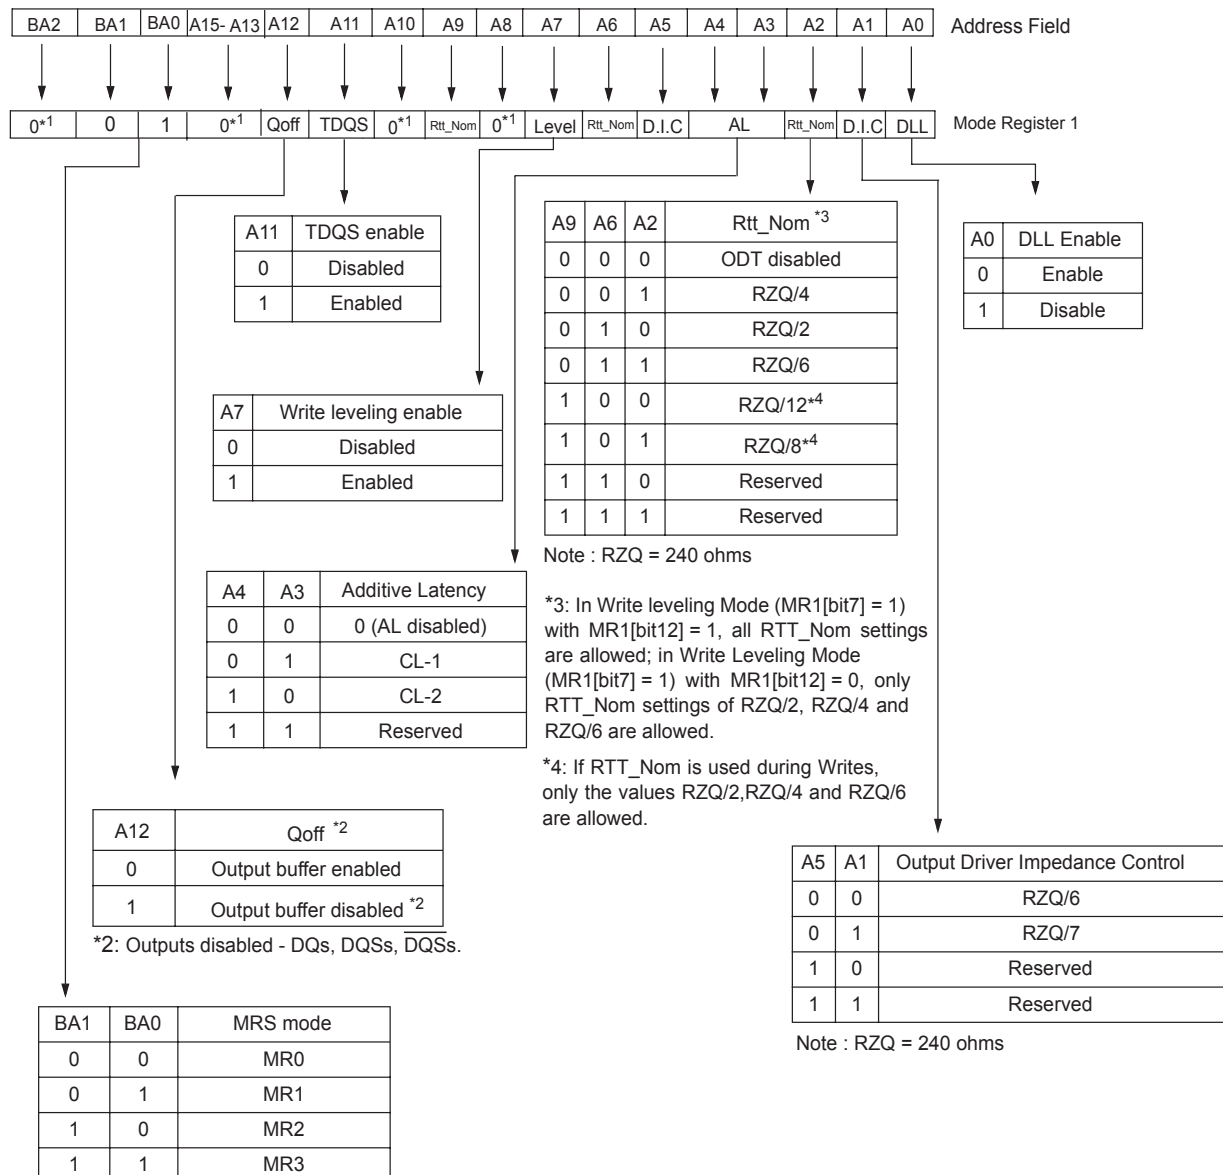 BA2 BA1 BA0 A15- A13 A12 A11 A10 A9 A8 A7 A6 A5 A4 A3 A2 A1 A0 Address Field
0*1 0 1 0*1 Qoff TDQS 0*1 Rtt_Nom 0*1 Level Rtt_Nom D.I.C AL Rtt_Nom D.I.C DLL Mode Register 1
A11 TDQS enable
0 Disabled
1 Enabled
A9 A6 A2 Rtt_Nom *3
0 0 0 ODT disabled
0 0 1 RZQ/4
0 1 0 RZQ/2
0 1 1 RZQ/6
1 0 0 RZQ/12*4
1 0 1 RZQ/8*4
1 1 0 Reserved
1 1 1 Reserved
Note : RZQ = 240 ohms
*3: In Write leveling Mode (MR1[bit7] = 1)
with MR1[bit12] = 1, all RTT_Nom settings
are allowed; in Write Leveling Mode
(MR1[bit7] = 1) with MR1[bit12] = 0, only
RTT_Nom settings of RZQ/2, RZQ/4 and
RZQ/6 are allowed.
*4: If RTT_Nom is used during Writes,
only the values RZQ/2,RZQ/4 and RZQ/6
are allowed.
A0 DLL Enable
0 Enable
1 Disable
A7 Write leveling enable
0 Disabled
1 Enabled
A4 A3 Additive Latency
0 0 0 (AL disabled)
0 1 CL-1
1 0 CL-2
1 1 Reserved
A12 Qoff *2
0 Output buffer enabled
1 Output buffer disabled *2
*2: Outputs disabled - DQs, DQSs, D̅Q̅S̅s̅.
A5 A1 Output Driver Impedance Control
0 0 RZQ/6
0 1 RZQ/7
1 0 Reserved
1 1 Reserved
Note : RZQ = 240 ohms
BA1 BA0 MRS mode
0 0 MR0
0 1 MR1
1 0 MR2
1 1 MR3